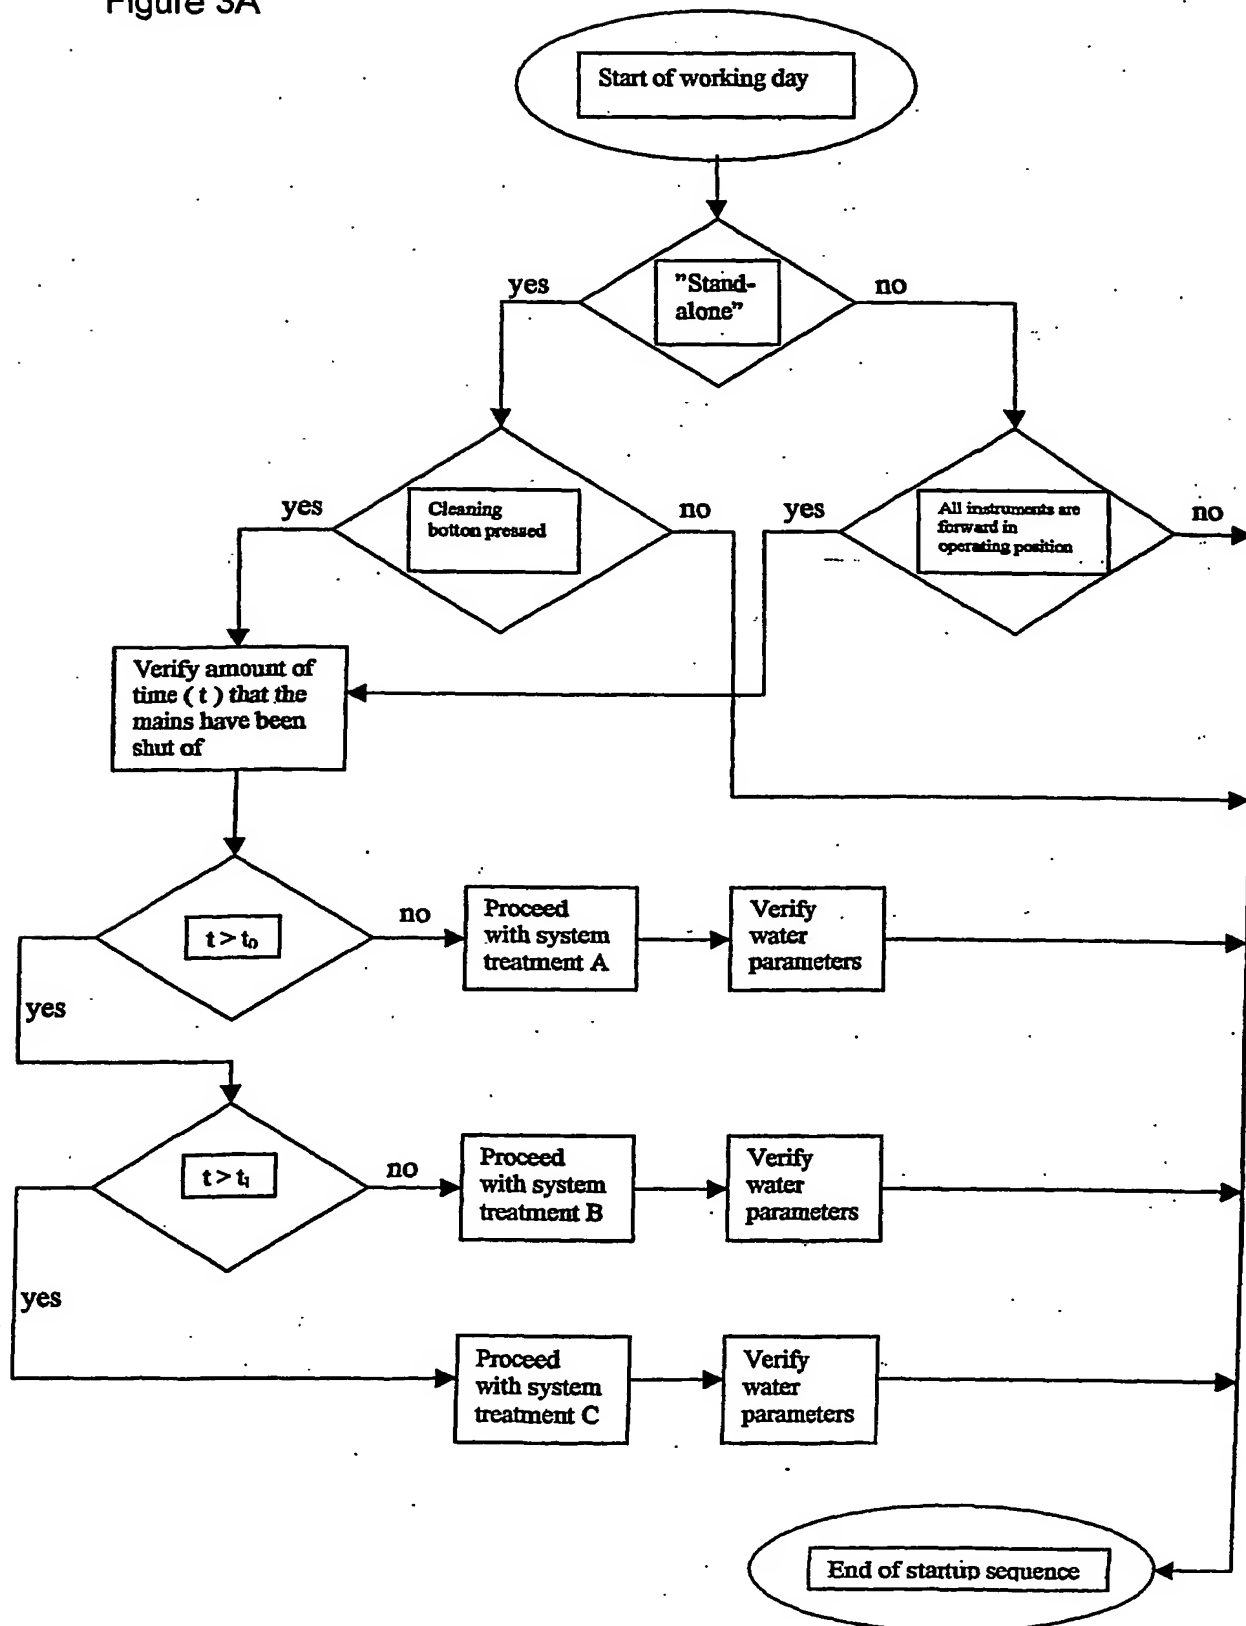 Figure 3A
Start of working day
"Stand-
alone"
yes
no
yes
Cleaning
botton pressed
no
yes
All instruments are
forward in
operating position
no
Verify amount of
time ( t ) that the
mains have been
shut of
t > t₀
no
Proceed
with system
treatment A
Verify
water
parameters
yes
t > t₁
no
Proceed
with system
treatment B
Verify
water
parameters
yes
Proceed
with system
treatment C
Verify
water
parameters
End of startup sequence